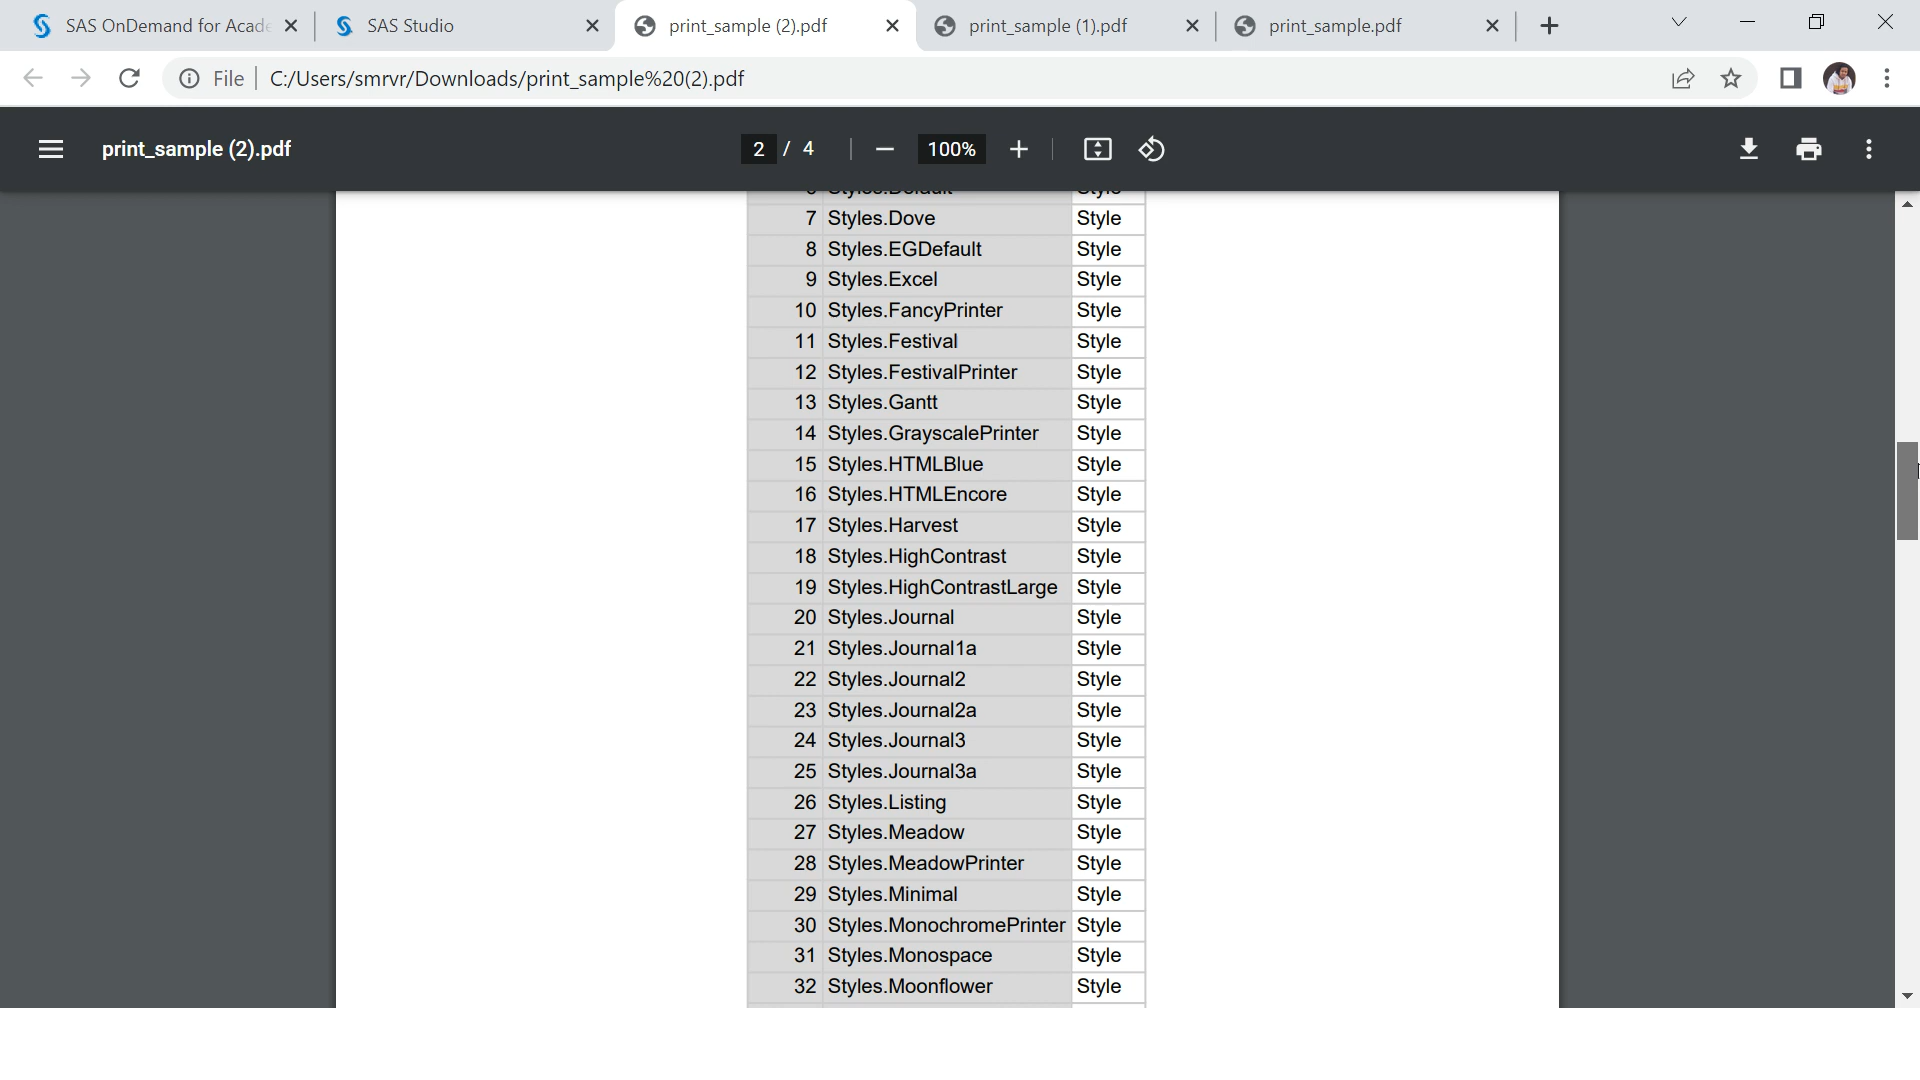 SAS OnDemand for Acade
SAS Studio
print_sample (2).pdf
print_sample (1).pdf
print_sample.pdf
File
C:/Users/smrvr/Downloads/print_sample%20(2).pdf
print_sample (2).pdf
2 / 4
100%
7 Styles.Dove Style
8 Styles.EGDefault Style
9 Styles.Excel Style
10 Styles.FancyPrinter Style
11 Styles.Festival Style
12 Styles.FestivalPrinter Style
13 Styles.Gantt Style
14 Styles.GrayscalePrinter Style
15 Styles.HTMLBlue Style
16 Styles.HTMLEncore Style
17 Styles.Harvest Style
18 Styles.HighContrast Style
19 Styles.HighContrastLarge Style
20 Styles.Journal Style
21 Styles.Journal1a Style
22 Styles.Journal2 Style
23 Styles.Journal2a Style
24 Styles.Journal3 Style
25 Styles.Journal3a Style
26 Styles.Listing Style
27 Styles.Meadow Style
28 Styles.MeadowPrinter Style
29 Styles.Minimal Style
30 Styles.MonochromePrinter Style
31 Styles.Monospace Style
32 Styles.Moonflower Style